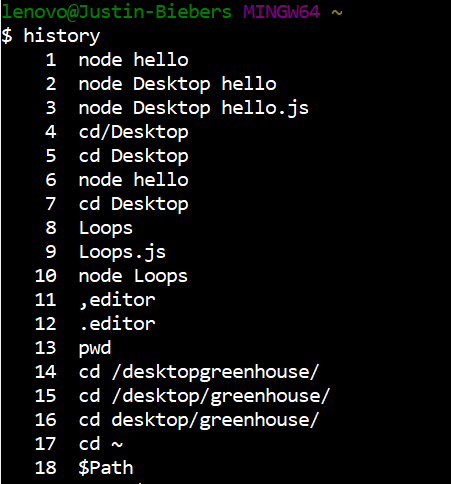 lenovo@Justin-Biebers MINGW64 ~
$ history
1 node hello
2 node Desktop hello
3 node Desktop hello.js
4 cd/Desktop
5 cd Desktop
6 node hello
7 cd Desktop
8 Loops
9 Loops.js
10 node Loops
11 ,editor
12 .editor
13 pwd
14 cd /desktopgreenhouse/
15 cd /desktop/greenhouse/
16 cd desktop/greenhouse/
17 cd ~
18 $Path